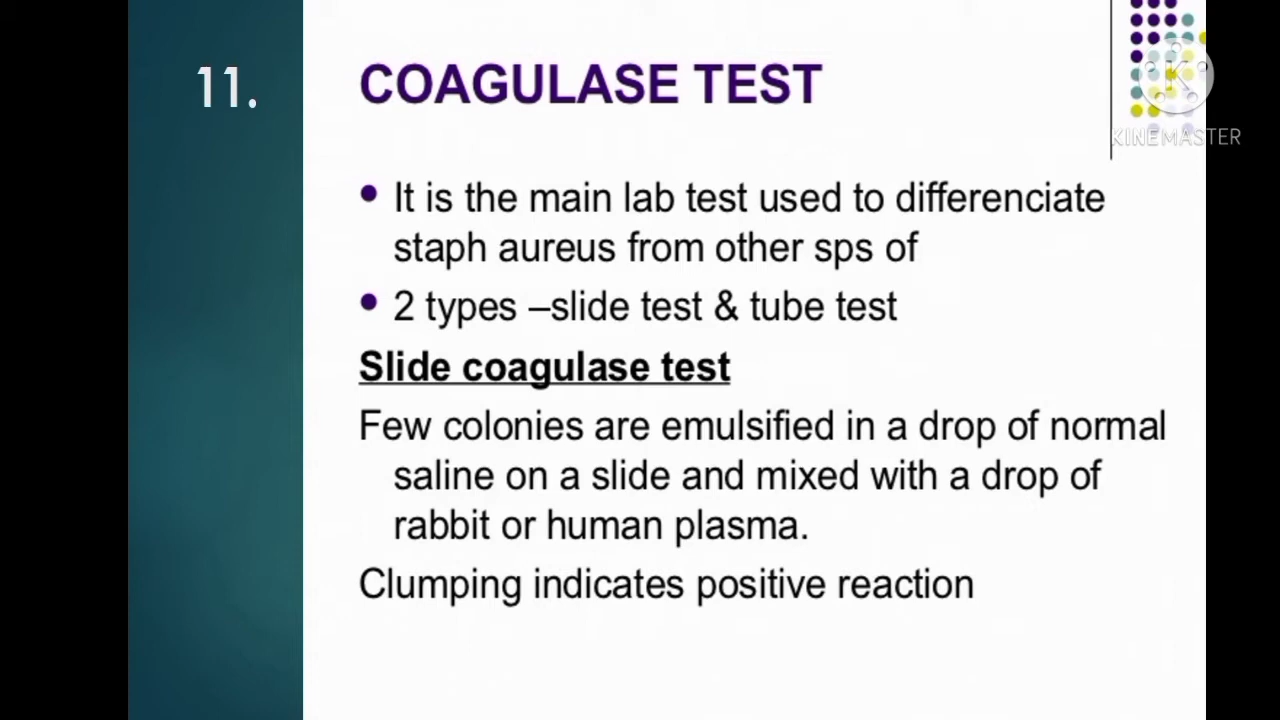 11.
COAGULASE TEST
KINEMASTER
• It is the main lab test used to differenciate
staph aureus from other sps of
• 2 types –slide test & tube test
Slide coagulase test
Few colonies are emulsified in a drop of normal
saline on a slide and mixed with a drop of
rabbit or human plasma.
Clumping indicates positive reaction